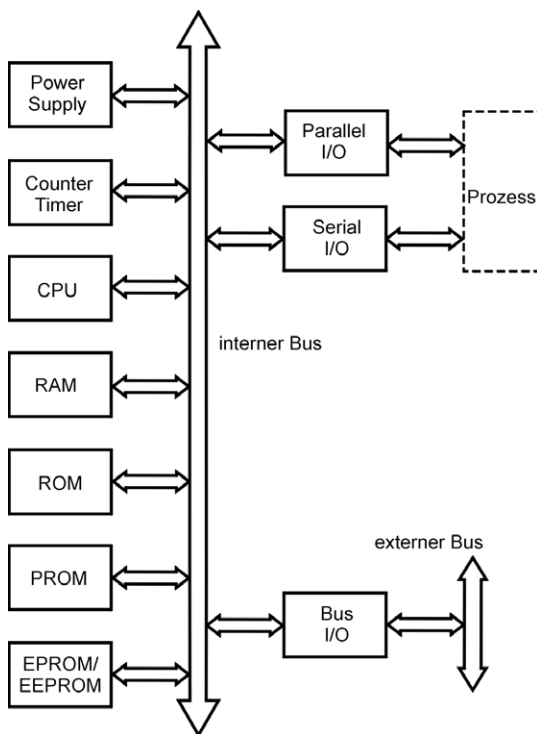 Power
Supply
Counter
Timer
CPU
RAM
ROM
PROM
EPROM/
EEPROM
interner Bus
Parallel
I/O
Serial
I/O
Prozess
externer Bus
Bus
I/O